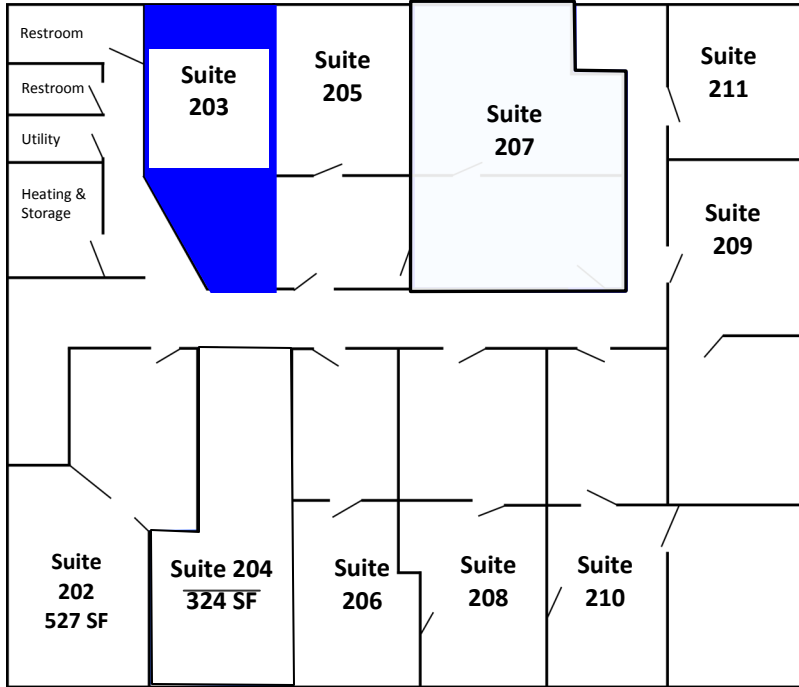 Restroom
Restroom
Utility
Heating &
Storage
Suite
203
Suite
205
Suite
207
Suite
211
Suite
209
Suite
202
527 SF
Suite 204
324 SF
Suite
206
Suite
208
Suite
210